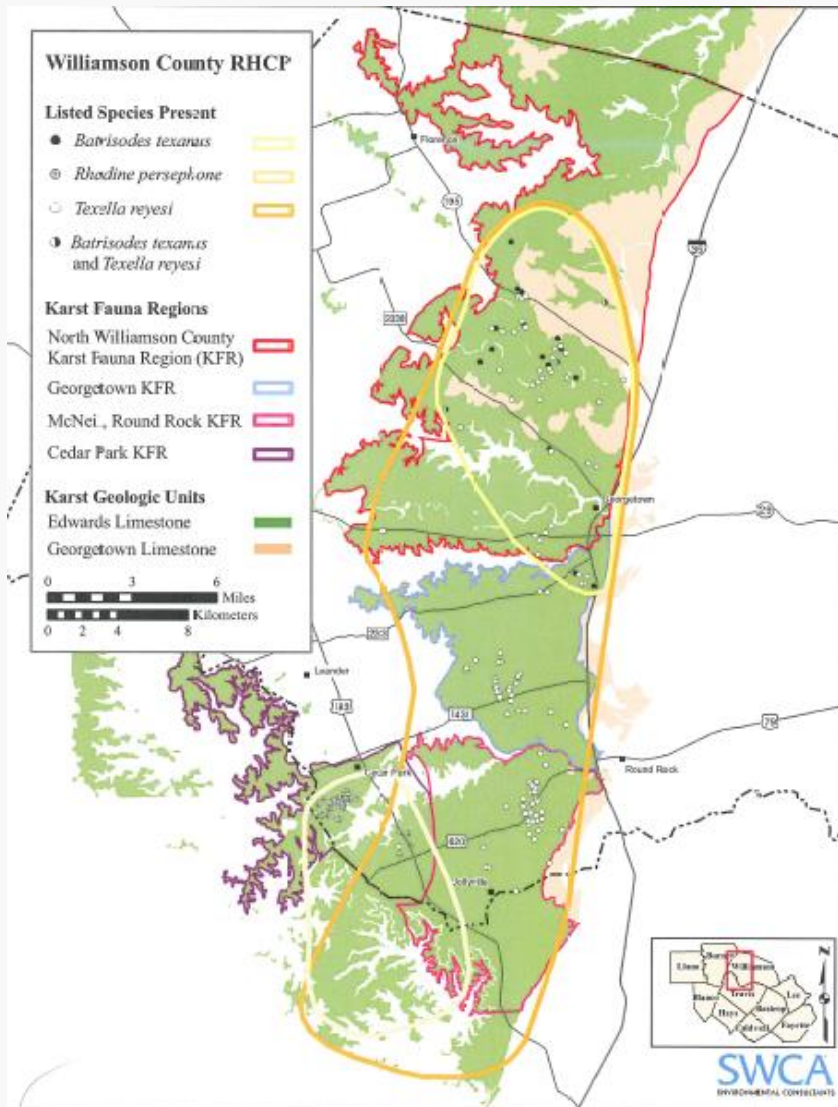 Williamson County RHCP
Listed Species Present
Batrisodes texanus
Rhadine persephone
Texella reyesi
Batrisodes texanus
and Texella reyesi
Karst Fauna Regions
North Williamson County
Karst Fauna Region (KFR)
Georgetown KFR
McNei , Round Rock KFR
Cedar Park KFR
Karst Geologic Units
Edwards Limestone
Georgetown Limestone
0 3 6
Miles
Kilometers
0 2 4 8
Florence
195
35
2338
Georgetown
29
Leander
183
1431
79
Cedar Park
Round Rock
620
Jollyville
N
Burnet
Llano
Williamson
Travis
Lee
Blanco
Hays
Bastrop
Caldwell
Fayette
SWCA
ENVIRONMENTAL CONSULTANTS